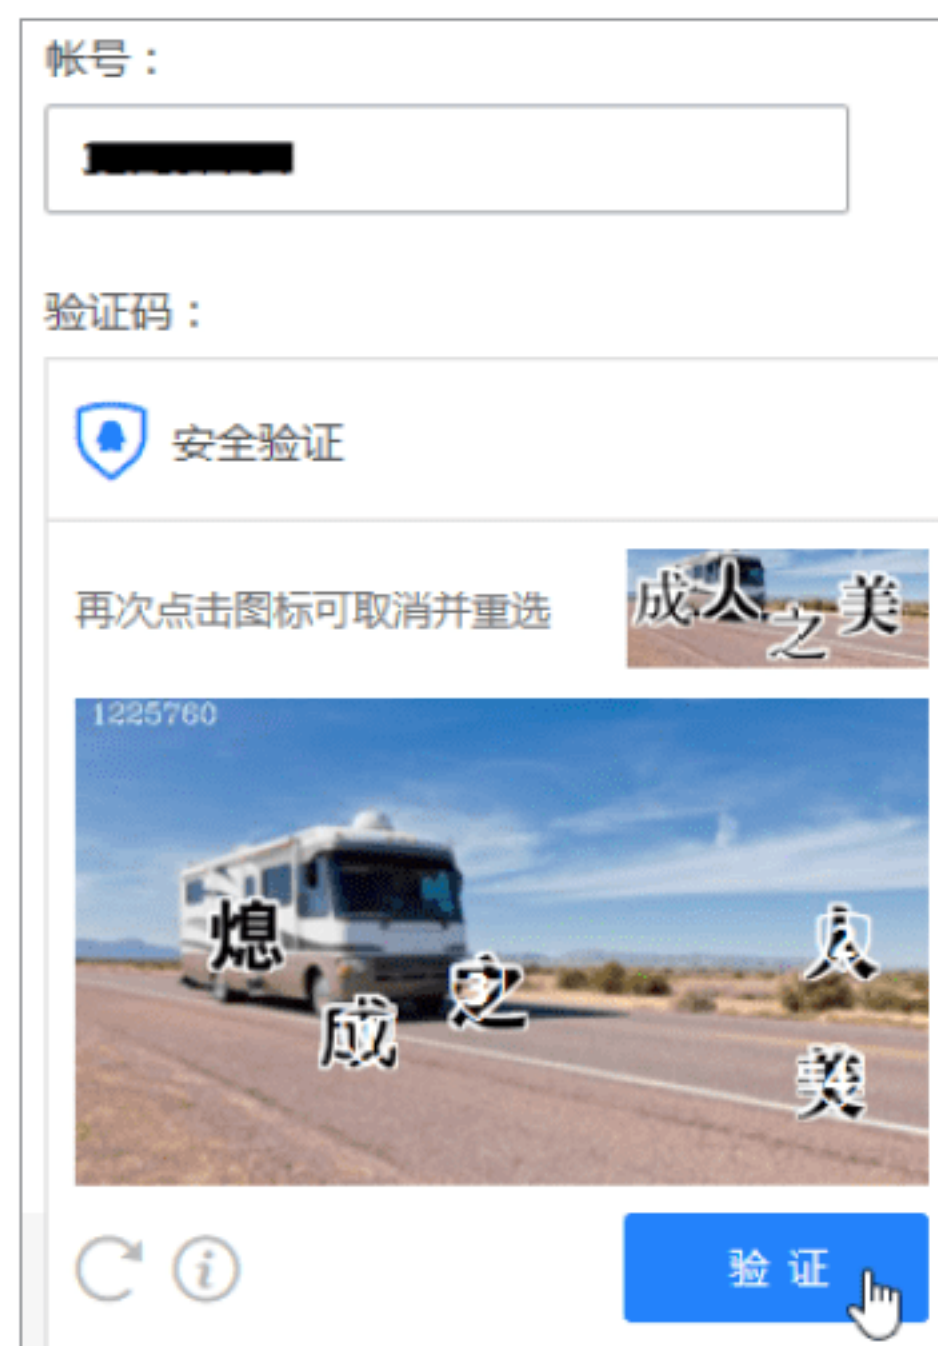 帐号：
验证码：
安全验证
再次点击图标可取消并重选
成人之美
1225760
熄
成 之 人
美
验证